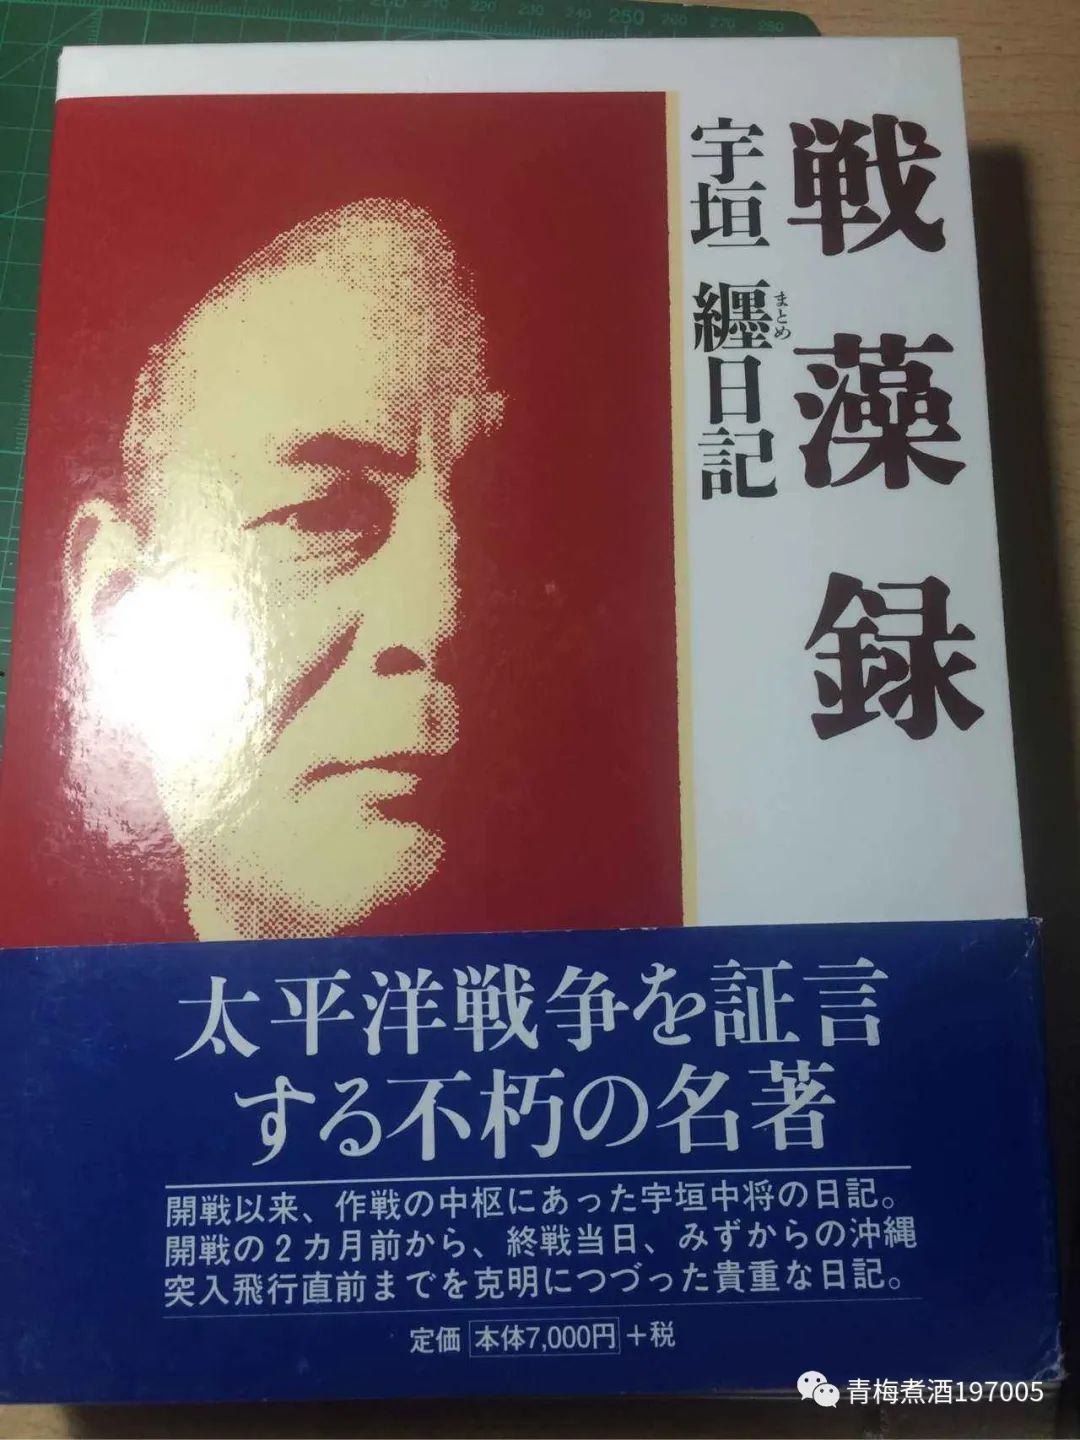 戦藻録
宇垣 纏日記
まとめ
太平洋戦争を証言
する不朽の名著
開戦以来、作戦の中枢にあった宇垣中将の日記。
開戦の2カ月前から、終戦当日、みずからの沖縄
突入飛行直前までを克明につづった貴重な日記。
定価 本体7,000円+税
青梅煮酒197005